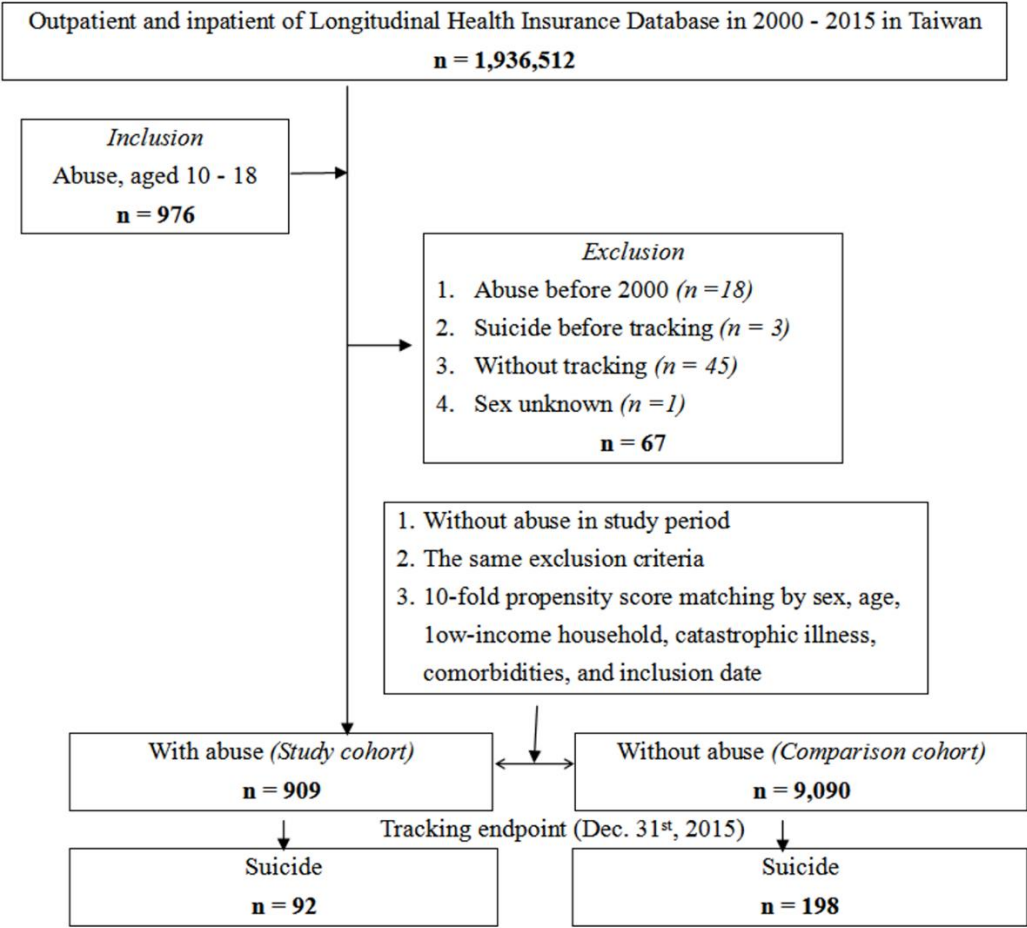 Outpatient and inpatient of Longitudinal Health Insurance Database in 2000 - 2015 in Taiwan
n = 1,936,512
Inclusion
Abuse, aged 10 - 18
n = 976
Exclusion
1. Abuse before 2000 (n =18)
2. Suicide before tracking (n = 3)
3. Without tracking (n = 45)
4. Sex unknown (n =1)
n = 67
1. Without abuse in study period
2. The same exclusion criteria
3. 10-fold propensity score matching by sex, age,
low-income household, catastrophic illness,
comorbidities, and inclusion date
With abuse (Study cohort)
n = 909
Without abuse (Comparison cohort)
n = 9,090
Tracking endpoint (Dec. 31st, 2015)
Suicide
n = 92
Suicide
n = 198